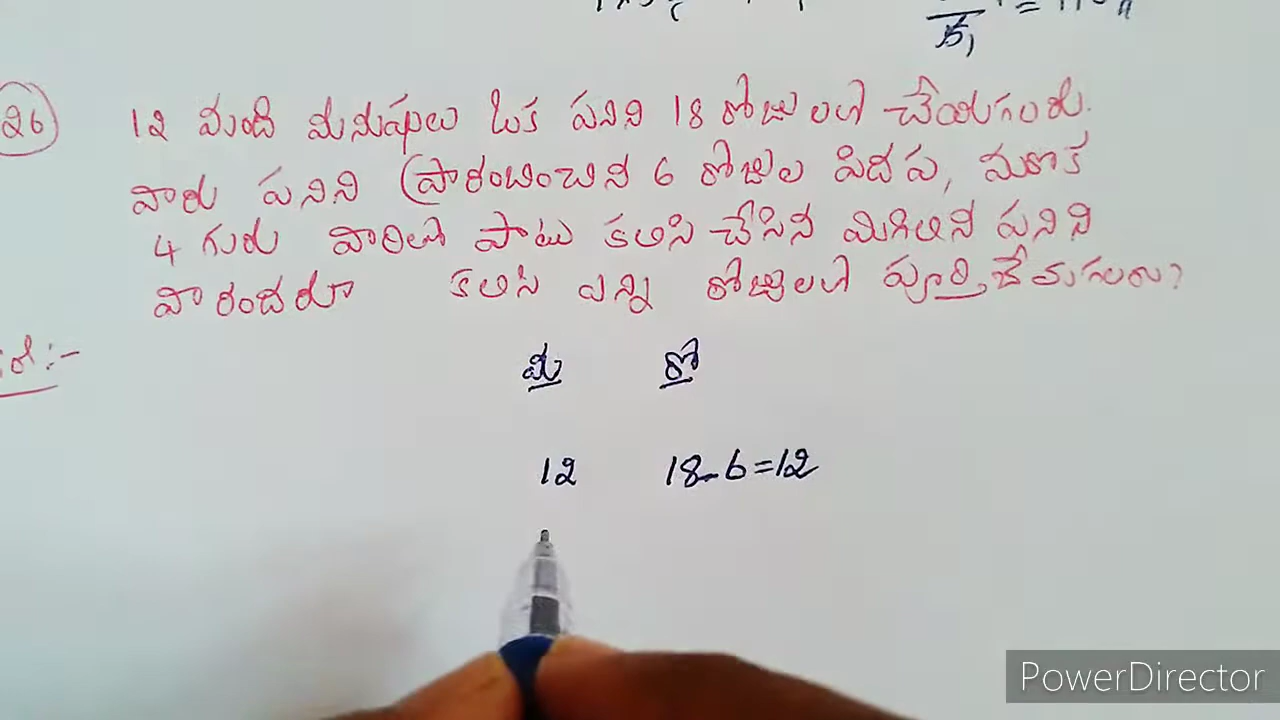 26 12 మంది మనుషులు ఒక పనిని 18 రోజులలో చేయగలరు.
వారు పనిని ప్రారంబించిన 6 రోజుల పిదప, మరొక
4 గురు వారితో పాటు కలసి చేసిన మిగిలిన పనిని
వారందరూ కలసి ఎన్ని రోజులలో పూర్తి చేయగలరు?
మ రో
12 18-6=12
PowerDirector